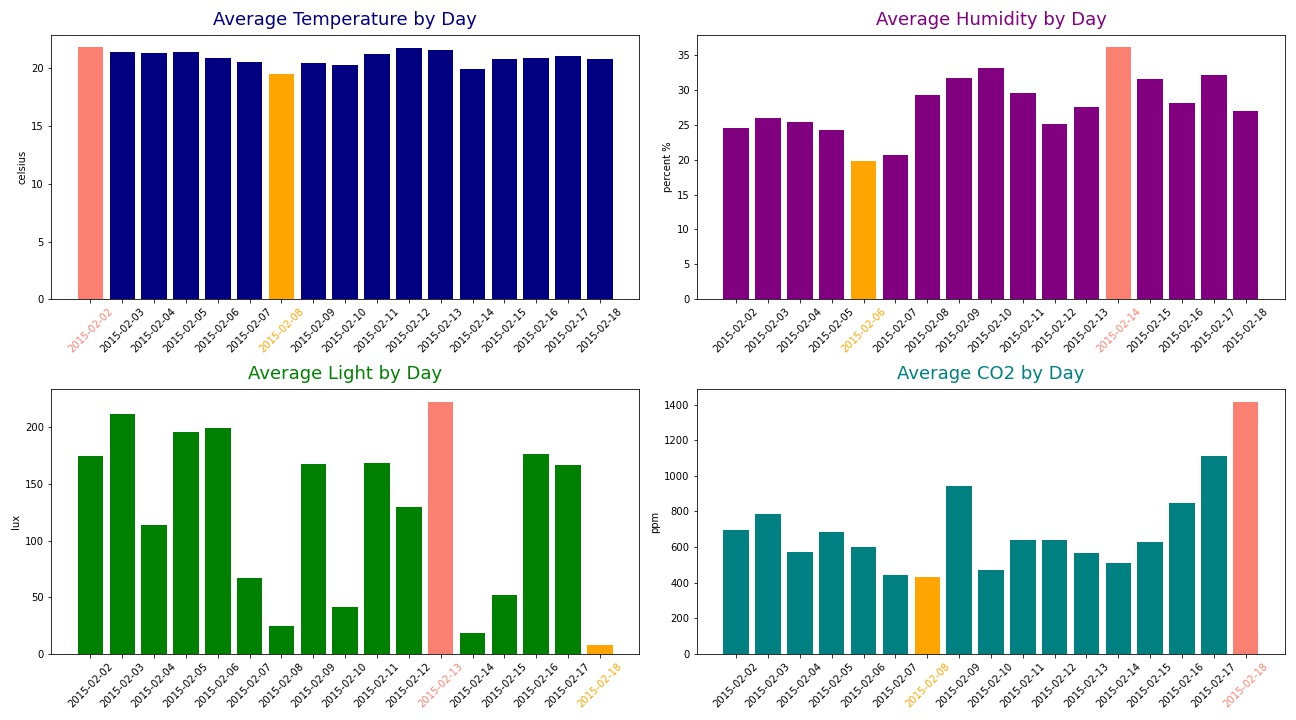 Average Temperature by Day
celsius
20
15
10
5
0
2015-02-02 2015-02-03 2015-02-04 2015-02-05 2015-02-06 2015-02-07 2015-02-08 2015-02-09 2015-02-10 2015-02-11 2015-02-12 2015-02-13 2015-02-14 2015-02-15 2015-02-16 2015-02-17 2015-02-18
Average Humidity by Day
percent %
35
30
25
20
15
10
5
0
2015-02-02 2015-02-03 2015-02-04 2015-02-05 2015-02-06 2015-02-07 2015-02-08 2015-02-09 2015-02-10 2015-02-11 2015-02-12 2015-02-13 2015-02-14 2015-02-15 2015-02-16 2015-02-17 2015-02-18
Average Light by Day
lux
200
150
100
50
0
2015-02-02 2015-02-03 2015-02-04 2015-02-05 2015-02-06 2015-02-07 2015-02-08 2015-02-09 2015-02-10 2015-02-11 2015-02-12 2015-02-13 2015-02-14 2015-02-15 2015-02-16 2015-02-17 2015-02-18
Average CO2 by Day
ppm
1400
1200
1000
800
600
400
200
0
2015-02-02 2015-02-03 2015-02-04 2015-02-05 2015-02-06 2015-02-07 2015-02-08 2015-02-09 2015-02-10 2015-02-11 2015-02-12 2015-02-13 2015-02-14 2015-02-15 2015-02-16 2015-02-17 2015-02-18